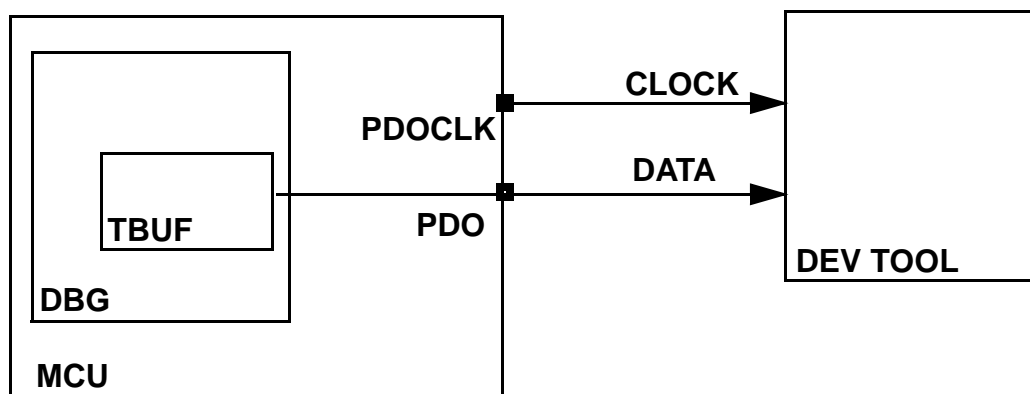 CLOCK
PDOCLK
DATA
PDO
TBUF
DEV TOOL
DBG
MCU